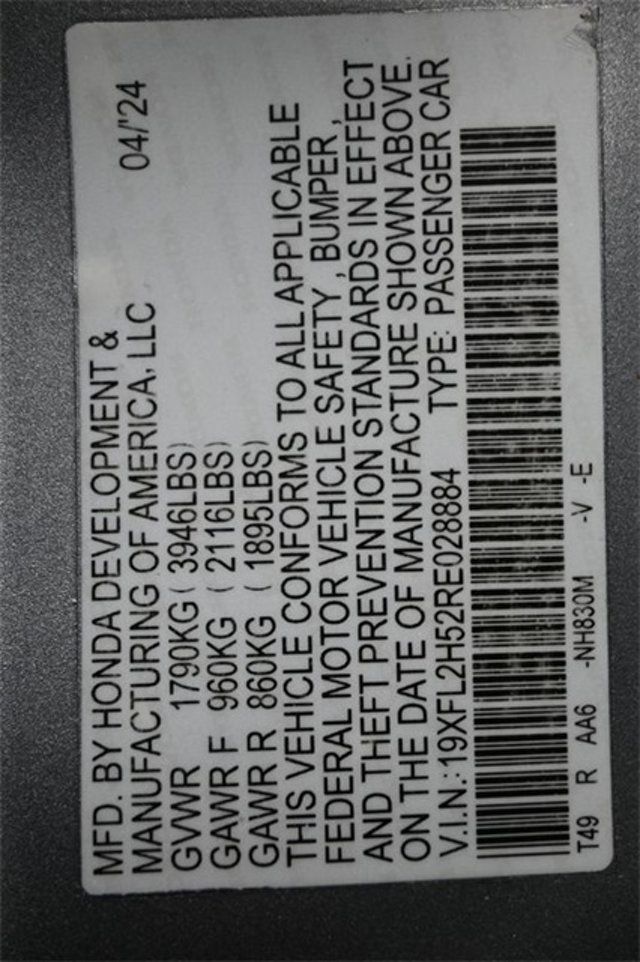 MFD. BY HONDA DEVELOPMENT & 04/'24
MANUFACTURING OF AMERICA, LLC
GVWR 1790KG ( 3946LBS)
GAWR F 960KG ( 2116LBS)
GAWR R 860KG ( 1895LBS)
THIS VEHICLE CONFORMS TO ALL APPLICABLE
FEDERAL MOTOR VEHICLE SAFETY , BUMPER ,
AND THEFT PREVENTION STANDARDS IN EFFECT
ON THE DATE OF MANUFACTURE SHOWN ABOVE.
V.I.N.:19XFL2H52RE028884 TYPE: PASSENGER CAR
T49 R AA6 -NH830M -V -E